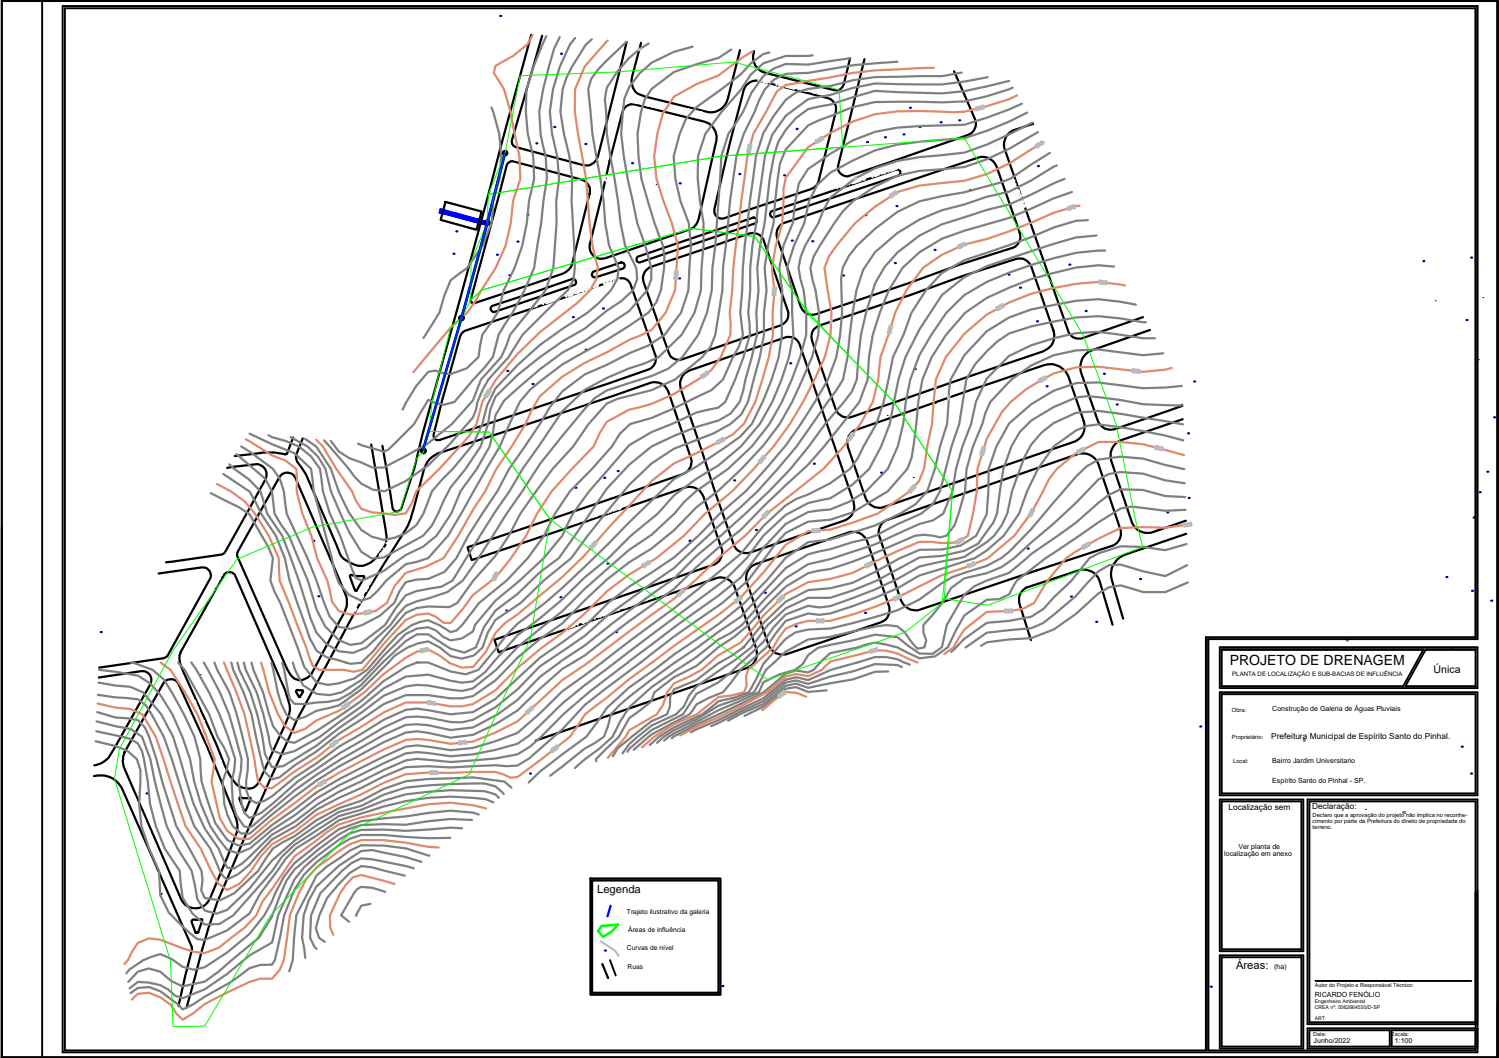 PROJETO DE DRENAGEM
PLANTA DE LOCALIZAÇÃO E SUB-BACIAS DE INFLUÊNCIA
Única
Obra: Construção de Galeria de Águas Pluviais
Proprietário: Prefeitura Municipal de Espírito Santo do Pinhal.
Local: Bairro Jardim Universitario
Espírito Santo do Pinhal - SP.
Localização sem
Ver planta de
localização em anexo
Declaração:
Declaro que a aprovação do projeto não implica no reconhe-
cimento por parte da Prefeitura do direito de propriedade do
terreno.
Áreas: (ha)
Autor do Projeto e Responsável Técnico:
RICARDO FENÓLIO
Engenheiro Ambiental
CREA nº.
ART:
Data:
Junho/2022
Escala:
1:100
Legenda
Trajeto ilustrativo da galeria
Áreas de influência
Curvas de nível
Ruas